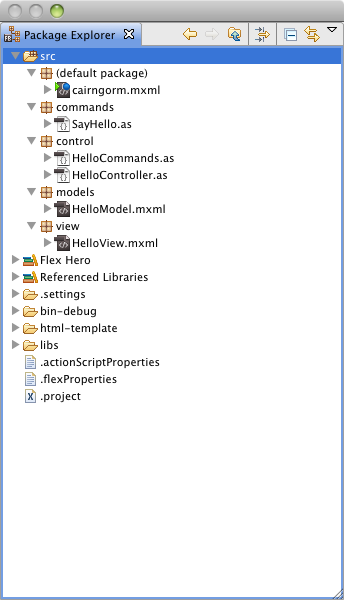 Package Explorer
src
(default package)
cairngorm.mxml
commands
SayHello.as
control
HelloCommands.as
HelloController.as
models
HelloModel.mxml
view
HelloView.mxml
Flex Hero
Referenced Libraries
.settings
bin-debug
html-template
libs
.actionScriptProperties
.flexProperties
.project